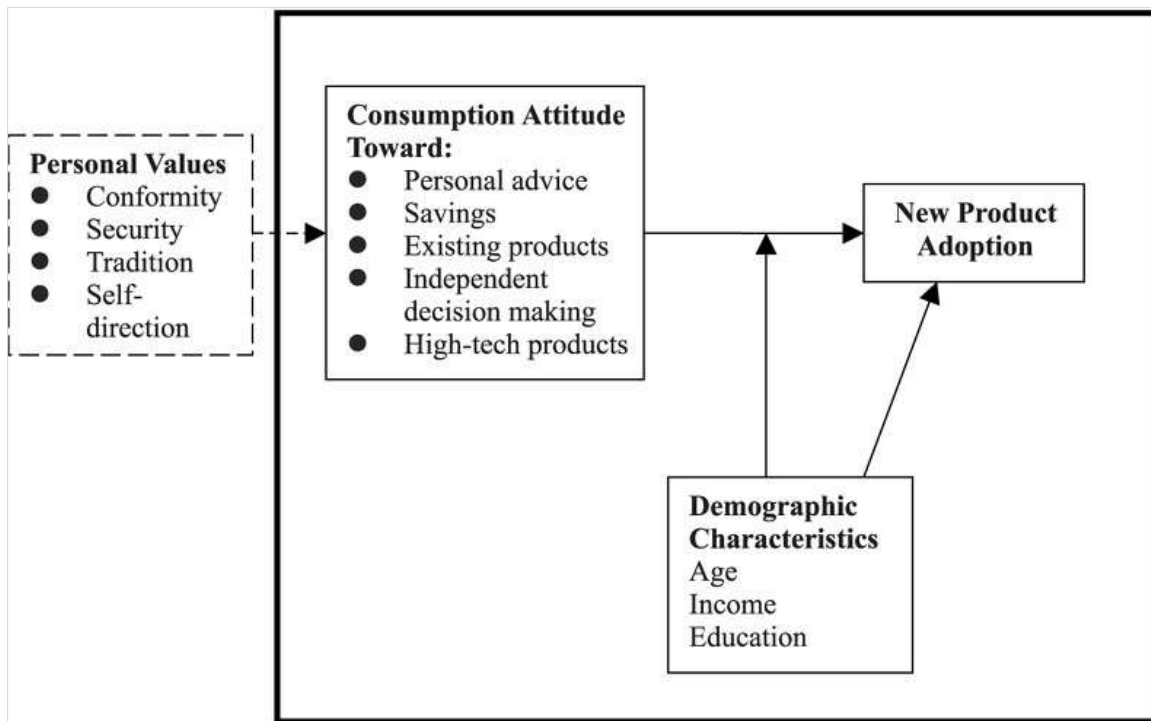 Personal Values
● Conformity
● Security
● Tradition
● Self-
direction
Consumption Attitude
Toward:
● Personal advice
● Savings
● Existing products
● Independent
decision making
● High-tech products
New Product
Adoption
Demographic
Characteristics
Age
Income
Education